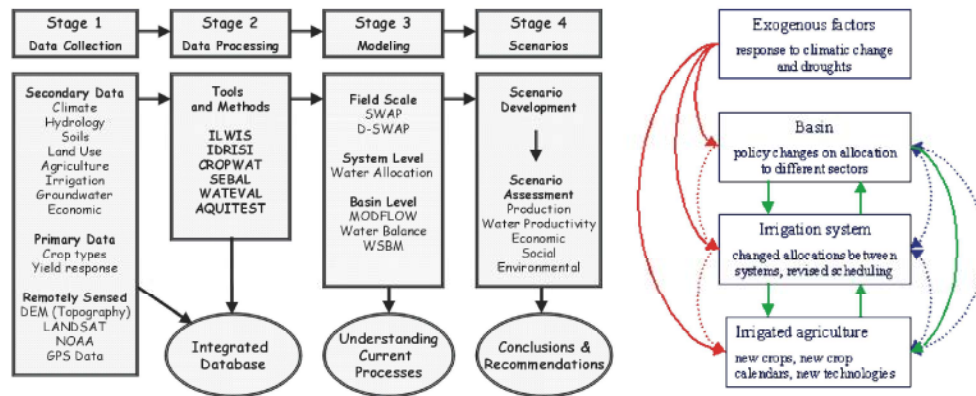 Stage 1
Data Collection
Stage 2
Data Processing
Stage 3
Modeling
Stage 4
Scenarios
Secondary Data
Climate
Hydrology
Soils
Land Use
Agriculture
Irrigation
Groundwater
Economic
Primary Data
Crop types
Yield response
Remotely Sensed
DEM (Topography)
LANDSAT
NOAA
GPS Data
Tools
and Methods
ILWIS
IDRISI
CROPWAT
SEBAL
WATEVAL
AQUITEST
Integrated
Database
Field Scale
SWAP
D-SWAP
System Level
Water Allocation
Basin Level
MODFLOW
Water Balance
WSBM
Understanding
Current
Processes
Scenario
Development
Scenario
Assessment
Production
Water Productivity
Economic
Social
Environmental
Conclusions &
Recommendations
Exogenous factors
response to climatic change
and droughts
Basin
policy changes on allocation
to different sectors
Irrigation system
changed allocations between
systems, revised scheduling
Irrigated agriculture
new crops, new crop
calendars, new technologies